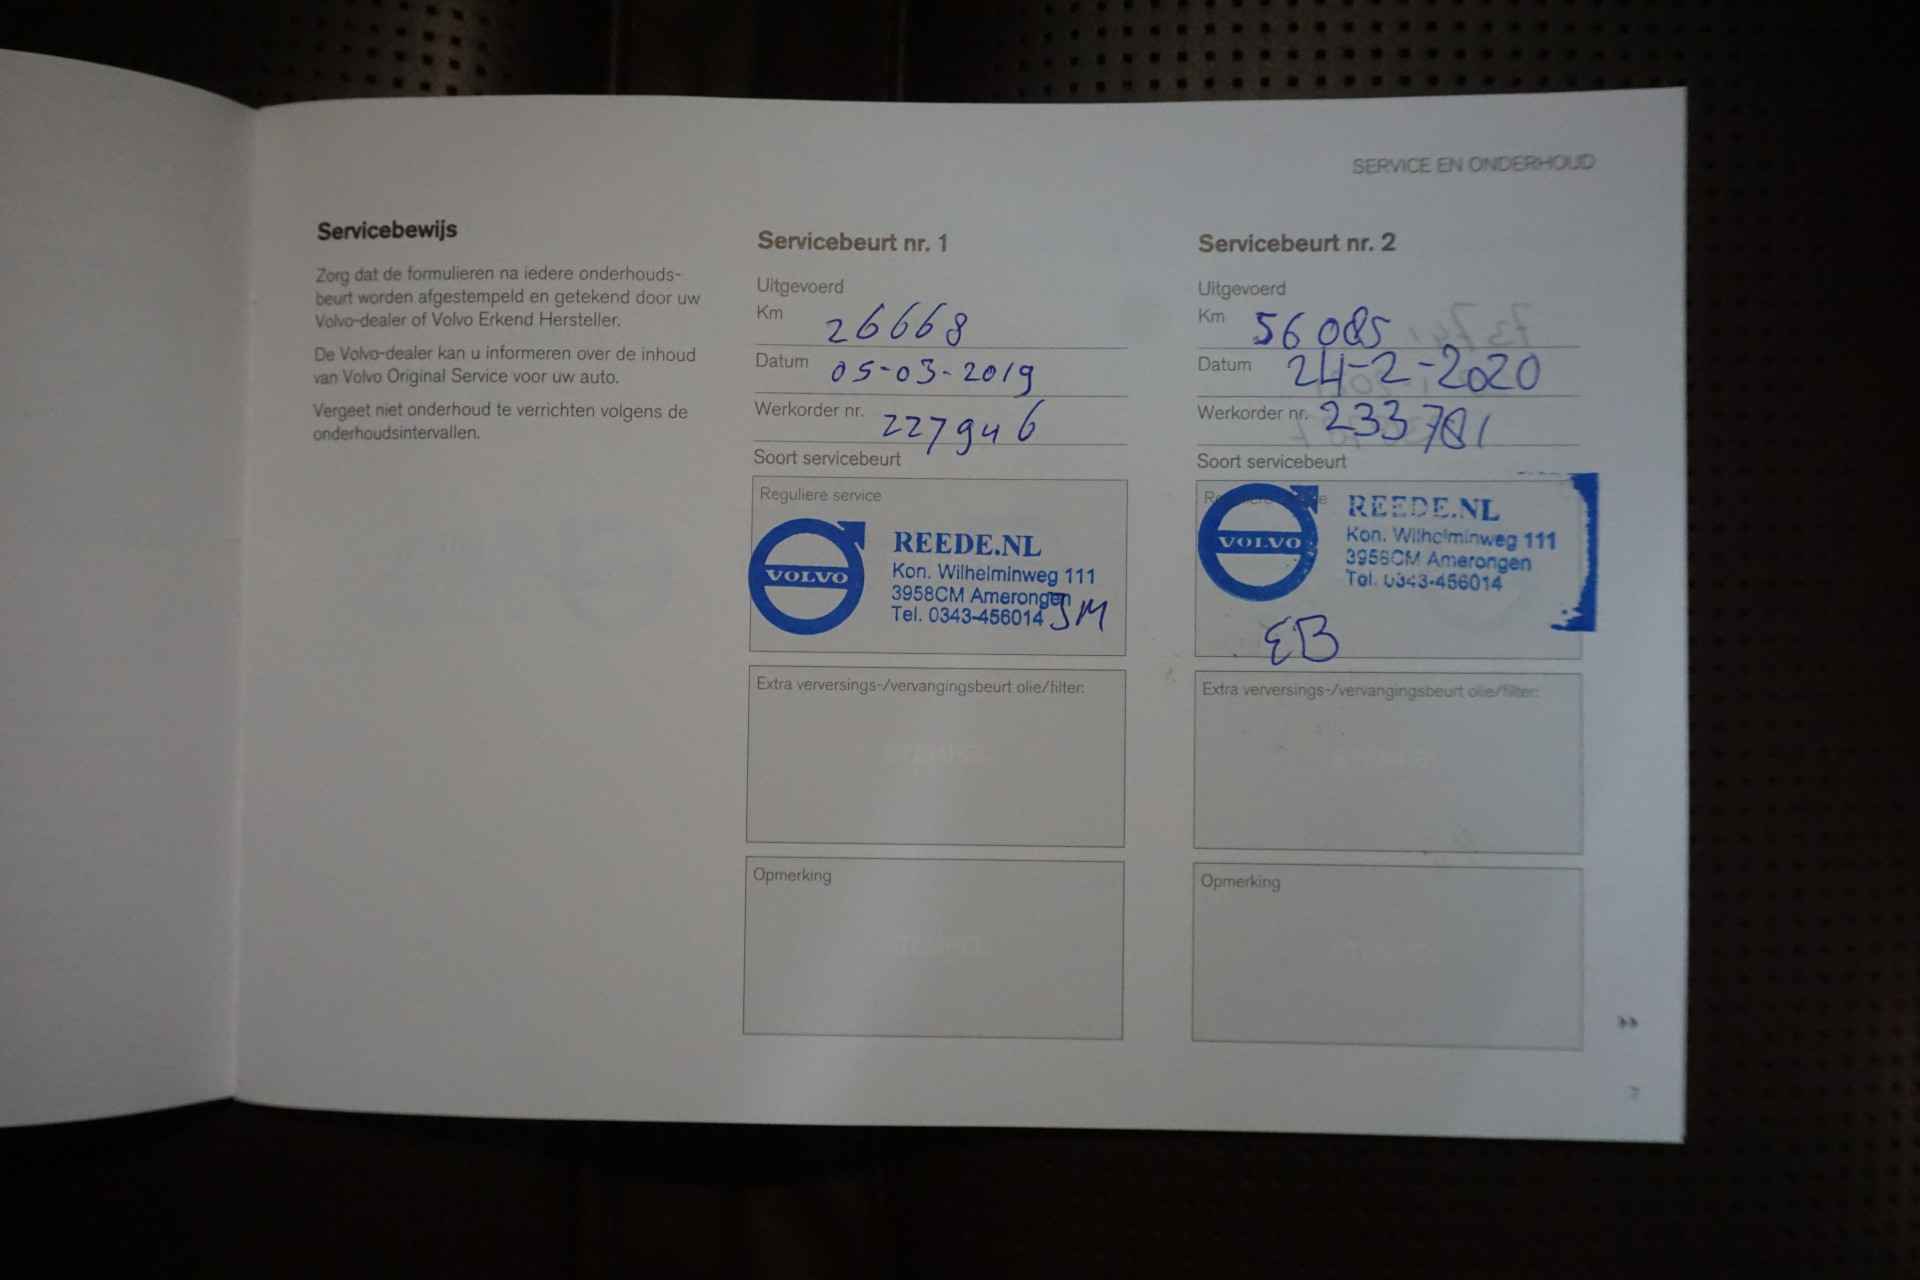 SERVICE EN ONDERHOUD
Servicebewijs
Zorg dat de formulieren na iedere onderhouds-
beurt worden afgestempeld en getekend door uw
Volvo-dealer of Volvo Erkend Hersteller.
De Volvo-dealer kan u informeren over de inhoud
van Volvo Original Service voor uw auto.
Vergeet niet onderhoud te verrichten volgens de
onderhoudsintervallen.
Servicebeurt nr. 1
Uitgevoerd
Km 26668
Datum 05-03-2019
Werkorder nr. 227946
Soort servicebeurt
Reguliere service
VOLVO
REEDE.NL
Kon. Wilhelminweg 111
3958CM Amerongen
Tel. 0343-456014 JM
Extra verversings-/vervangingsbeurt olie/filter:
Opmerking
Servicebeurt nr. 2
Uitgevoerd
Km 56085
Datum 24-2-2020
Werkorder nr. 233781
Soort servicebeurt
VOLVO
REEDE.NL
Kon. Wilhelminweg 111
3958CM Amerongen
Tel. 0343-456014
EB
Extra verversings-/vervangingsbeurt olie/filter:
Opmerking